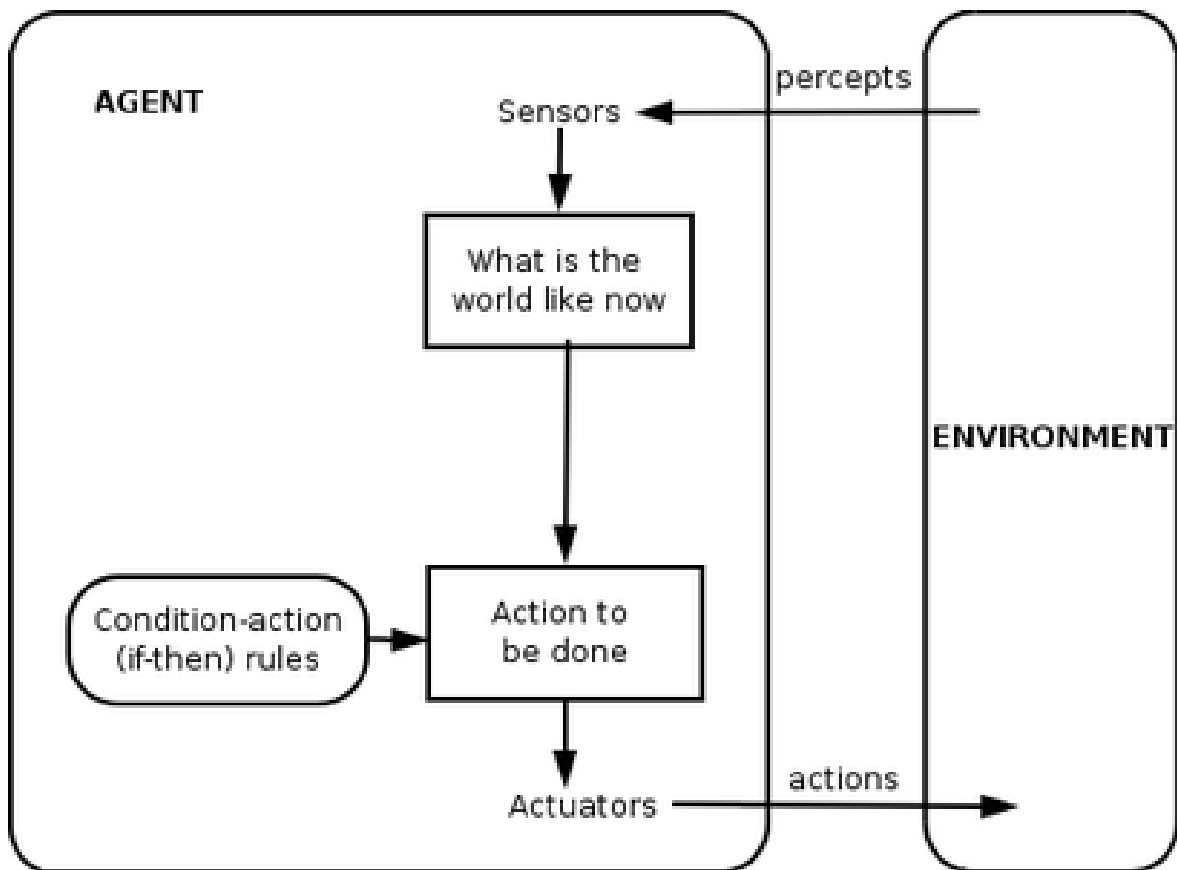 AGENT
percepts
Sensors
What is the
world like now
ENVIRONMENT
Condition-action
(if-then) rules
Action to
be done
actions
Actuators